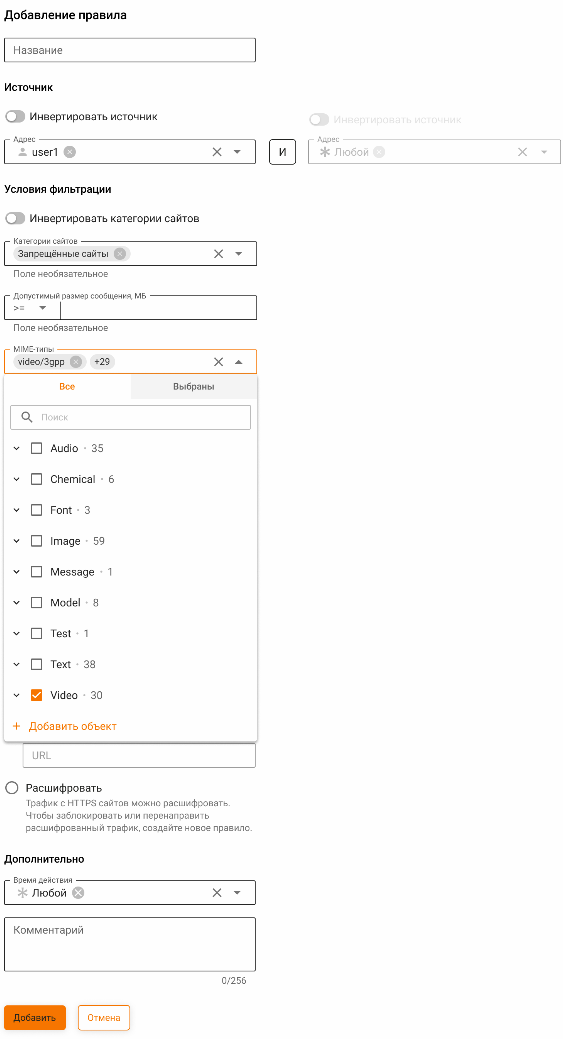 Добавление правила
Название
Источник
Инвертировать источник
Инвертировать источник
Адрес
user1
И
Адрес
Любой
Условия фильтрации
Инвертировать категории сайтов
Категории сайтов
Запрещённые сайты
Поле необязательное
Допустимый размер сообщения, МБ
>=
Поле необязательное
MIME-типы
video/3gpp +29
Все Выбраны
Поиск
Audio • 35
Chemical • 6
Font • 3
Image • 59
Message • 1
Model • 8
Test • 1
Text • 38
Video • 30
+ Добавить объект
URL
Расшифровать
Трафик с HTTPS сайтов можно расшифровать.
Чтобы заблокировать или перенаправить
расшифрованный трафик, создайте новое правило.
Дополнительно
Время действия
Любой
Комментарий
0/256
Добавить Отмена